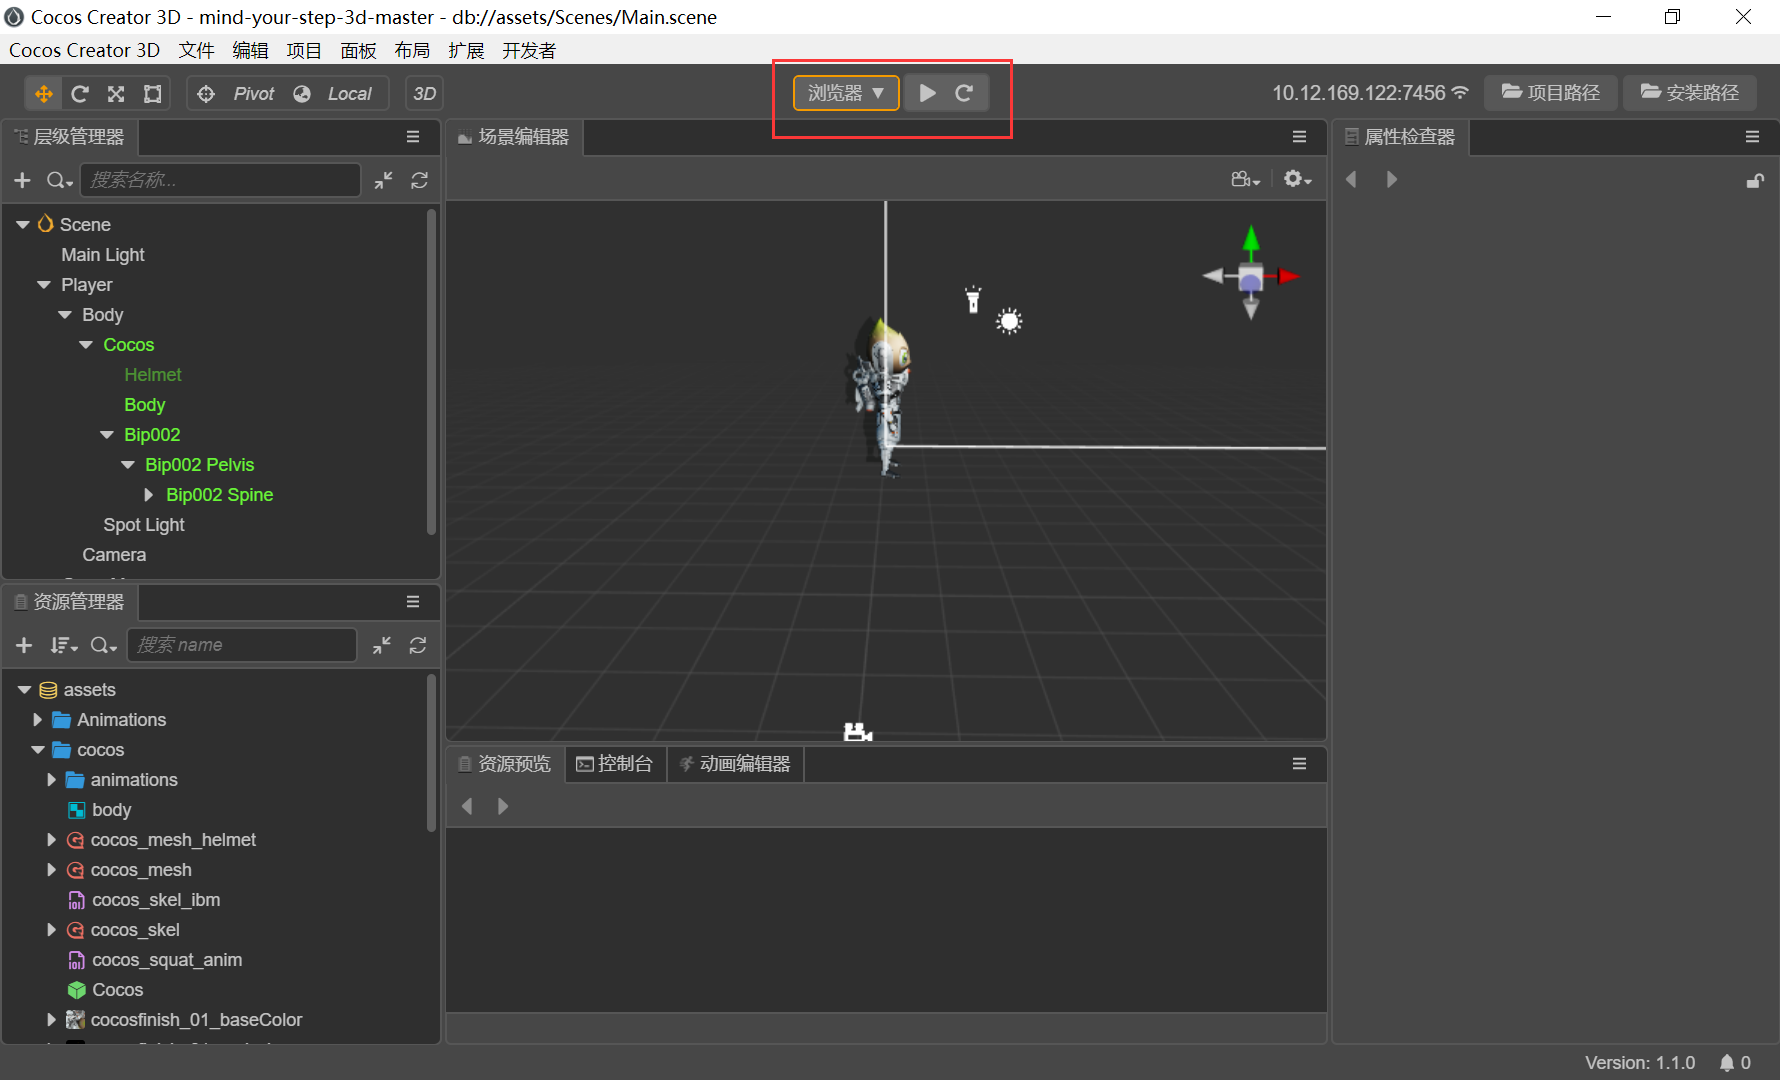 Cocos Creator 3D - mind-your-step-3d-master - db://assets/Scenes/Main.scene
Cocos Creator 3D 文件 编辑 项目 面板 布局 扩展 开发者
Pivot Local 3D 浏览器 10.12.169.122:7456 项目路径 安装路径
层级管理器
搜索名称...
Scene
Main Light
Player
Body
Cocos
Helmet
Body
Bip002
Bip002 Pelvis
Bip002 Spine
Spot Light
Camera
资源管理器
搜索 name
assets
Animations
cocos
animations
body
cocos_mesh_helmet
cocos_mesh
cocos_skel_ibm
cocos_skel
cocos_squat_anim
Cocos
cocosfinish_01_baseColor
场景编辑器
资源预览 控制台 动画编辑器
属性检查器
Version: 1.1.0 0